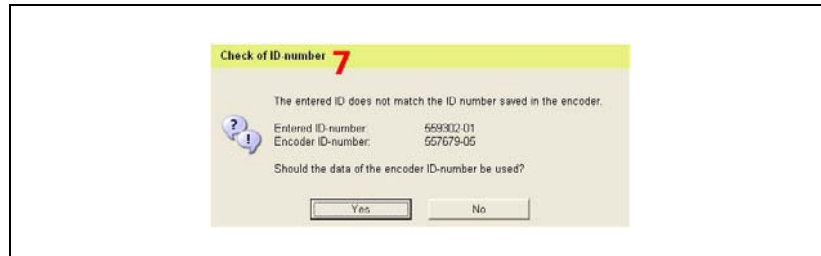 Check of ID-number 7
The entered ID does not match the ID number saved in the encoder.
Entered ID-number: 559302-01
Encoder ID-number: 557679-05
Should the data of the encoder ID-number be used?
Yes No